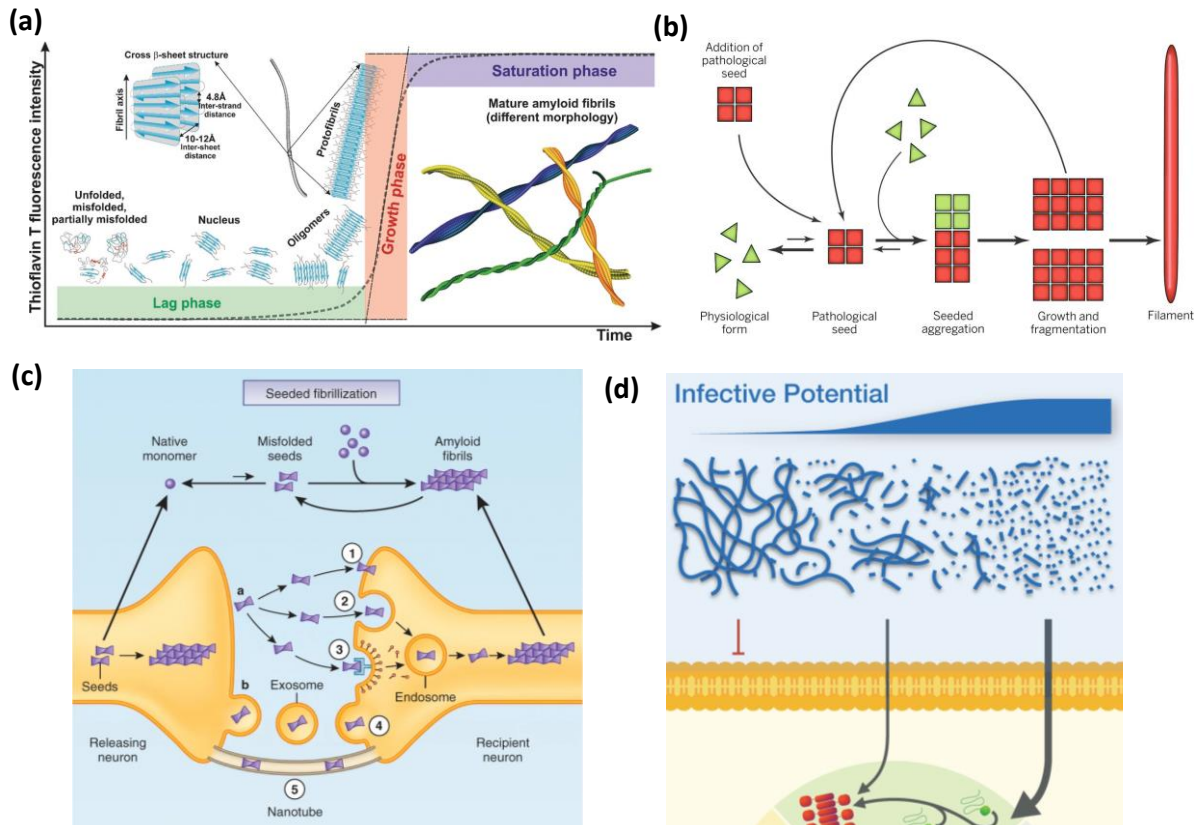 (a)
Thioflavin T fluorescence intensity
Cross β-sheet structure
Fibril axis
4.8Å
Inter-strand
distance
10-12Å
Inter-sheet
distance
Unfolded,
misfolded,
partially misfolded
Nucleus
Oligomers
Protofibrils
Lag phase
Growth phase
Saturation phase
Mature amyloid fibrils
(different morphology)
Time
(b)
Addition of
pathological
seed
Physiological
form
Pathological
seed
Seeded
aggregation
Growth and
fragmentation
Filament
(c)
Seeded fibrillization
Native
monomer
Misfolded
seeds
Amyloid
fibrils
1
a
2
3
Seeds
b
Exosome
Endosome
4
Releasing
neuron
Recipient
neuron
5
Nanotube
(d)
Infective Potential